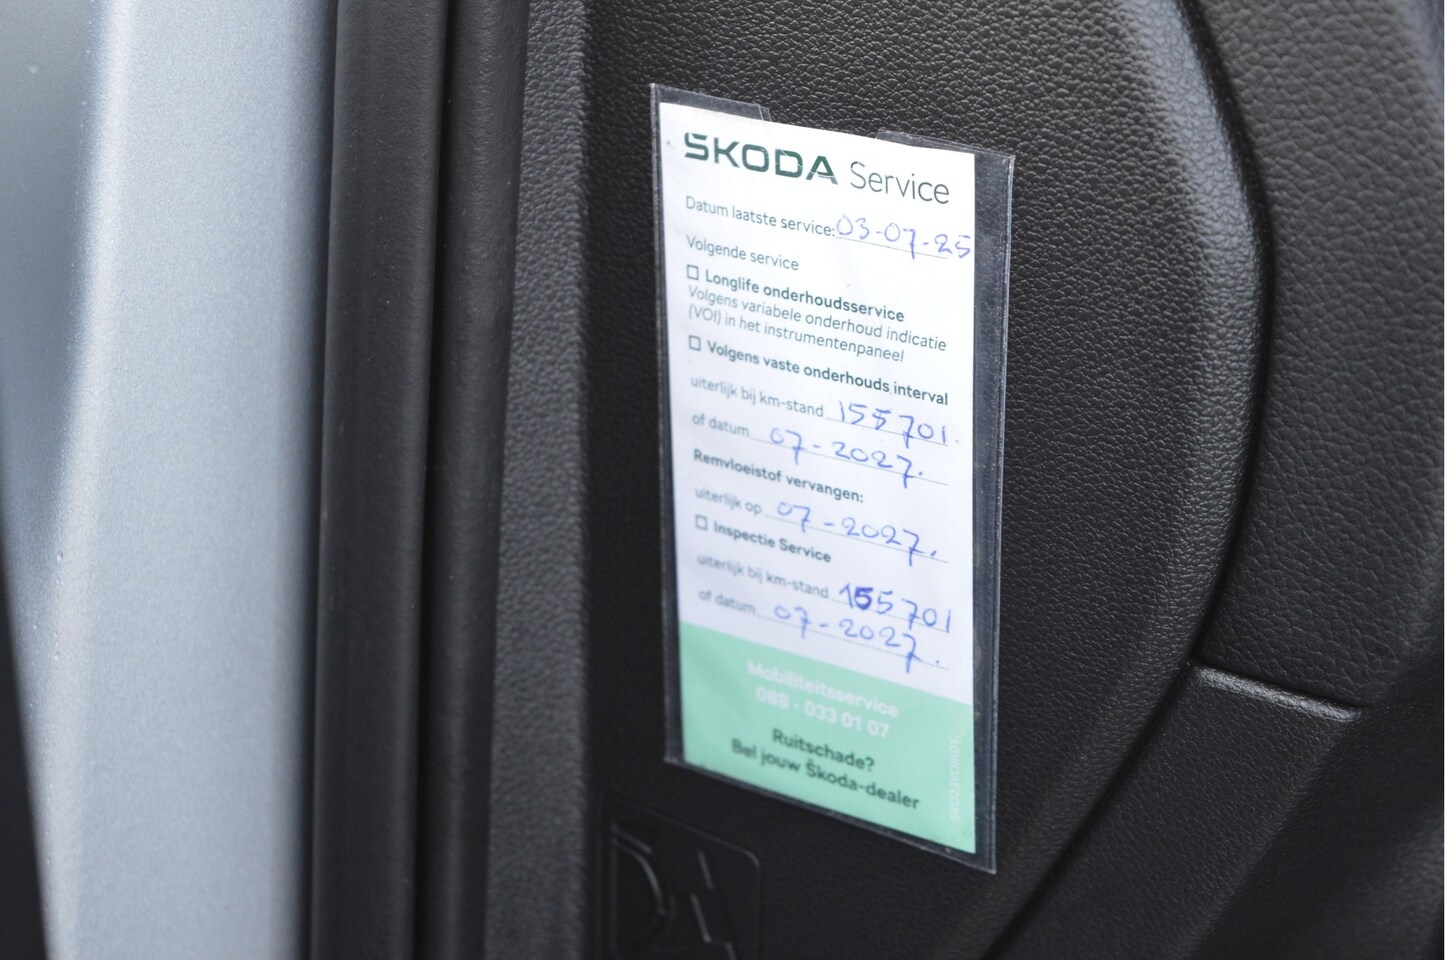 ŠKODA Service
Datum laatste service: 03-07-25
Volgende service
☐ Longlife onderhoudsservice
Volgens variabele onderhoud indicatie
(VOI) in het instrumentenpaneel
☐ Volgens vaste onderhouds interval
uiterlijk bij km-stand 155701.
of datum 07-2027.
Remvloeistof vervangen:
uiterlijk op 07-2027.
☐ Inspectie Service
uiterlijk bij km-stand 155701
of datum 07-2027.
Mobiliteitsservice
088 - 033 01 07
Ruitschade?
Bel jouw Škoda-dealer